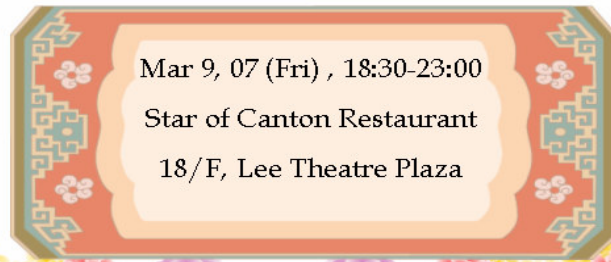 Mar 9, 07 (Fri) , 18:30-23:00
Star of Canton Restaurant
18/F, Lee Theatre Plaza